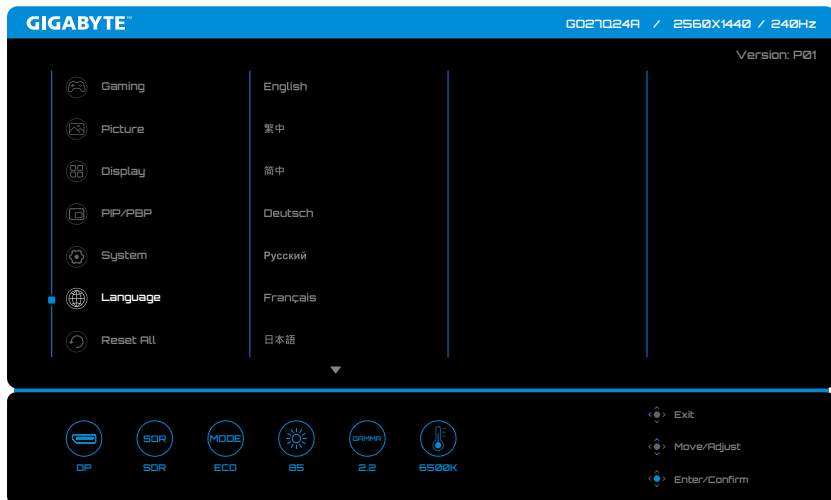 GIGABYTE™
GO27Q24A / 2560X1440 / 240Hz
Version: P01
Gaming
Picture
Display
PIP/PBP
System
Language
Reset All
English
繁中
简中
Deutsch
Русский
Français
日本語
DP
DP
SDR
SDR
MODE
ECO
85
GAMMA
2.2
6500K
Exit
Move/Adjust
Enter/Confirm